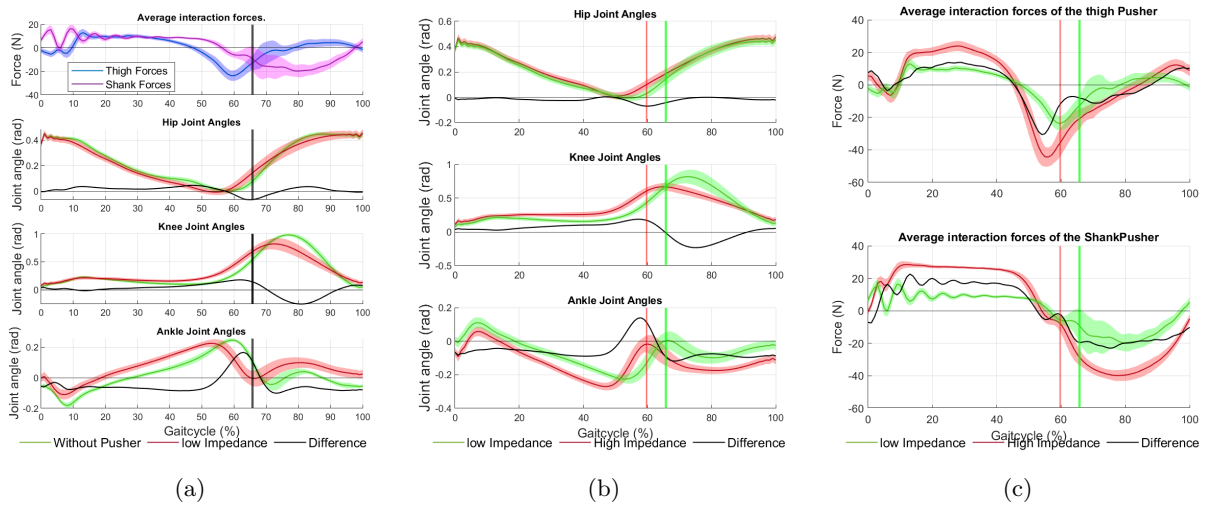 Average interaction forces.
20
0
-20
-40
Force (N)
Thigh Forces
Shank Forces
0 10 20 30 40 50 60 70 80 90 100
Hip Joint Angles
0.4
0.2
0
Joint angle (rad)
0 10 20 30 40 50 60 70 80 90 100
Knee Joint Angles
1
0.5
0
Joint angle (rad)
0 10 20 30 40 50 60 70 80 90 100
Ankle Joint Angles
0.2
0
-0.2
Joint angle (rad)
0 10 20 30 40 50 60 70 80 90 100
Gaitcycle (%)
Without Pusher low Impedance Difference
(a)
Hip Joint Angles
0.6
0.4
0.2
0
-0.2
Joint angle (rad)
0 20 40 60 80 100
Knee Joint Angles
1
0.5
0
-0.5
Joint angle (rad)
0 20 40 60 80 100
Ankle Joint Angles
0.2
0
-0.2
-0.4
Joint angle (rad)
0 20 40 60 80 100
Gaitcycle (%)
low Impedance High Impedance Difference
(b)
Average interaction forces of the thigh Pusher
40
20
0
-20
-40
-60
Force (N)
0 20 40 60 80 100
Average interaction forces of the ShankPusher
40
20
0
-20
-40
-60
Force (N)
0 20 40 60 80 100
Gaitcycle (%)
low Impedance High Impedance Difference
(c)